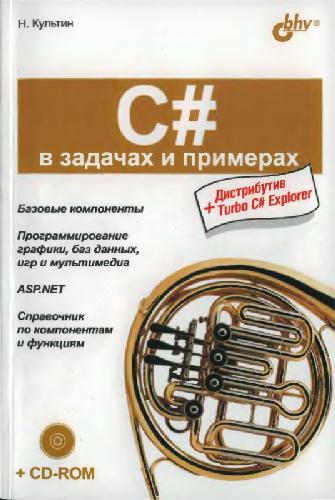 Н. Культин
bhv®
C#
в задачах и примерах
Дистрибутив
+ Turbo C# Explorer
Базовые компоненты
Программирование
графики, баз данных,
игр и мультимедиа
ASP.NET
Справочник
по компонентам
и функциям
+ CD-ROM